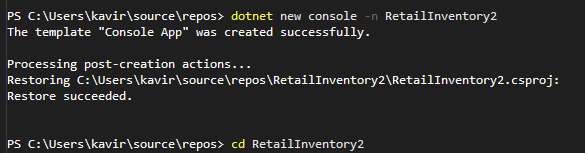 PS C:\Users\kavir\source\repos> dotnet new console -n RetailInventory2
The template "Console App" was created successfully.
Processing post-creation actions...
Restoring C:\Users\kavir\source\repos\RetailInventory2\RetailInventory2.csproj:
Restore succeeded.
PS C:\Users\kavir\source\repos> cd RetailInventory2